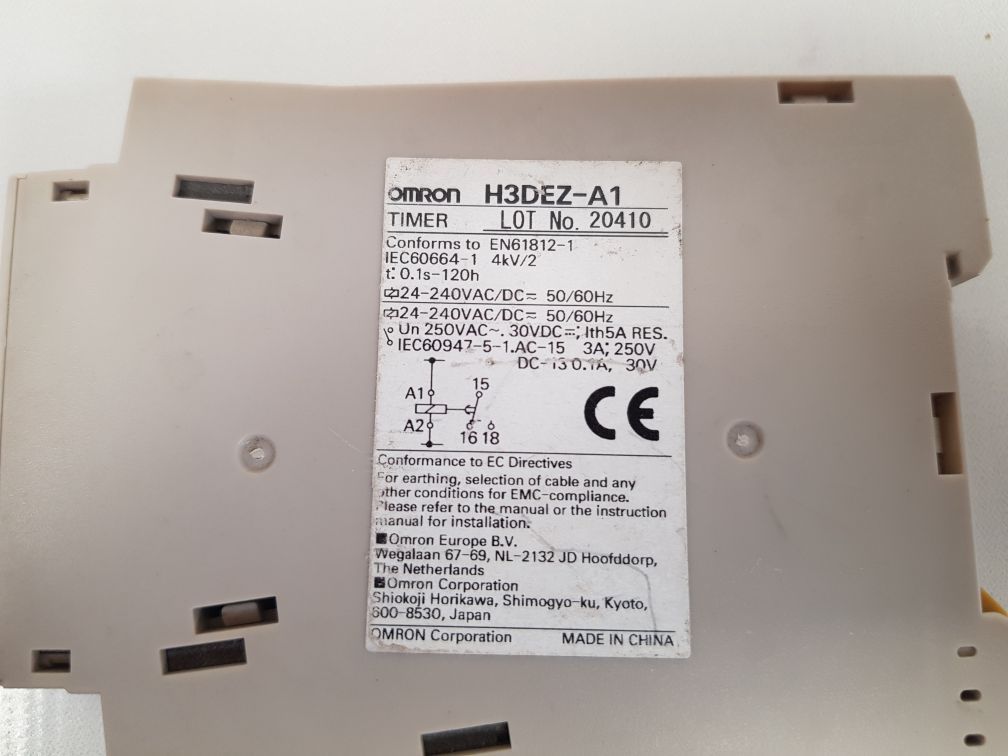 OMRON H3DEZ-A1
TIMER LOT No. 20410
Conforms to EN61812-1
IEC60664-1 4kV/2
t: 0.1s-120h
24-240VAC/DC≂ 50/60Hz
24-240VAC/DC≂ 50/60Hz
Un 250VAC~. 30VDC⎓; Ith5A RES.
IEC60947-5-1.AC-15 3A; 250V
DC-13 0.1A, 30V
A1 15
A2
16 18
CE
Conformance to EC Directives
For earthing, selection of cable and any
other conditions for EMC-compliance.
Please refer to the manual or the instruction
manual for installation.
■Omron Europe B.V.
Wegalaan 67-69, NL-2132 JD Hoofddorp,
The Netherlands
■Omron Corporation
Shiokoji Horikawa, Shimogyo-ku, Kyoto,
600-8530, Japan
OMRON Corporation MADE IN CHINA